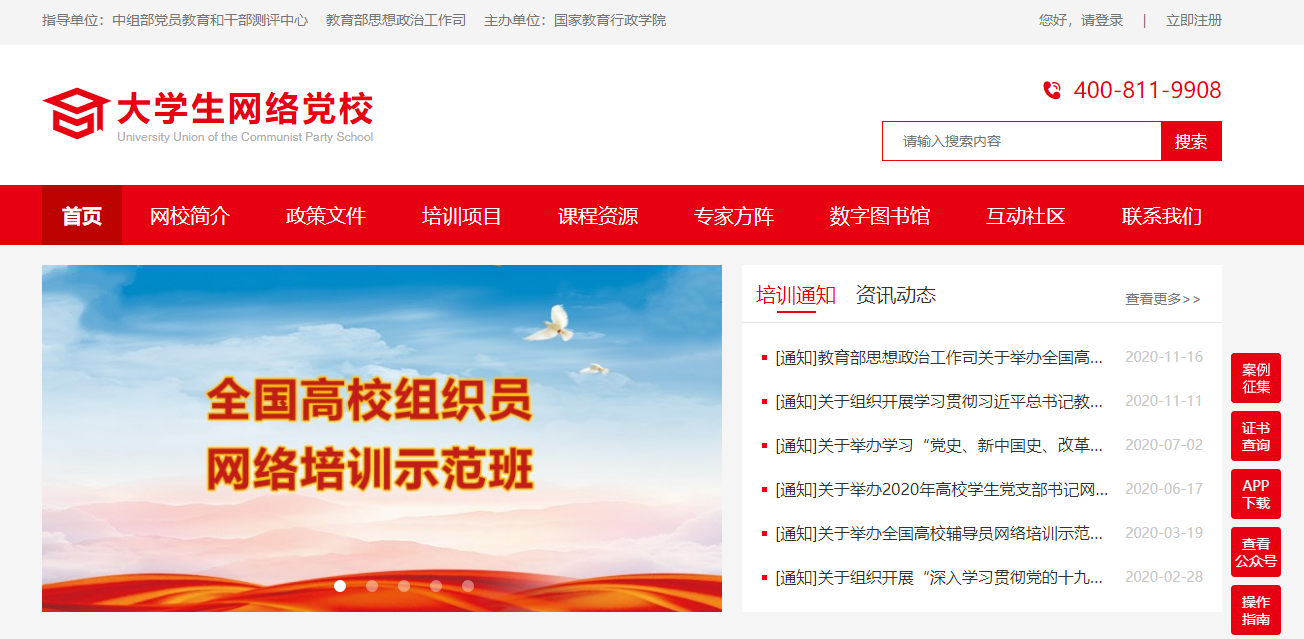 指导单位：中组部党员教育和干部测评中心 教育部思想政治工作司 主办单位：国家教育行政学院
您好，请登录 | 立即注册
大学生网络党校
University Union of the Communist Party School
400-811-9908
请输入搜索内容 搜索
首页 网校简介 政策文件 培训项目 课程资源 专家方阵 数字图书馆 互动社区 联系我们
全国高校组织员
网络培训示范班
培训通知 资讯动态 查看更多>>
[通知]教育部思想政治工作司关于举办全国高... 2020-11-16
[通知]关于组织开展学习贯彻习近平总书记教... 2020-11-11
[通知]关于举办学习“党史、新中国史、改革... 2020-07-02
[通知]关于举办2020年高校学生党支部书记网... 2020-06-17
[通知]关于举办全国高校辅导员网络培训示范... 2020-03-19
[通知]关于组织开展“深入学习贯彻党的十九... 2020-02-28
案例
征集
证书
查询
APP
下载
查看
公众号
操作
指南